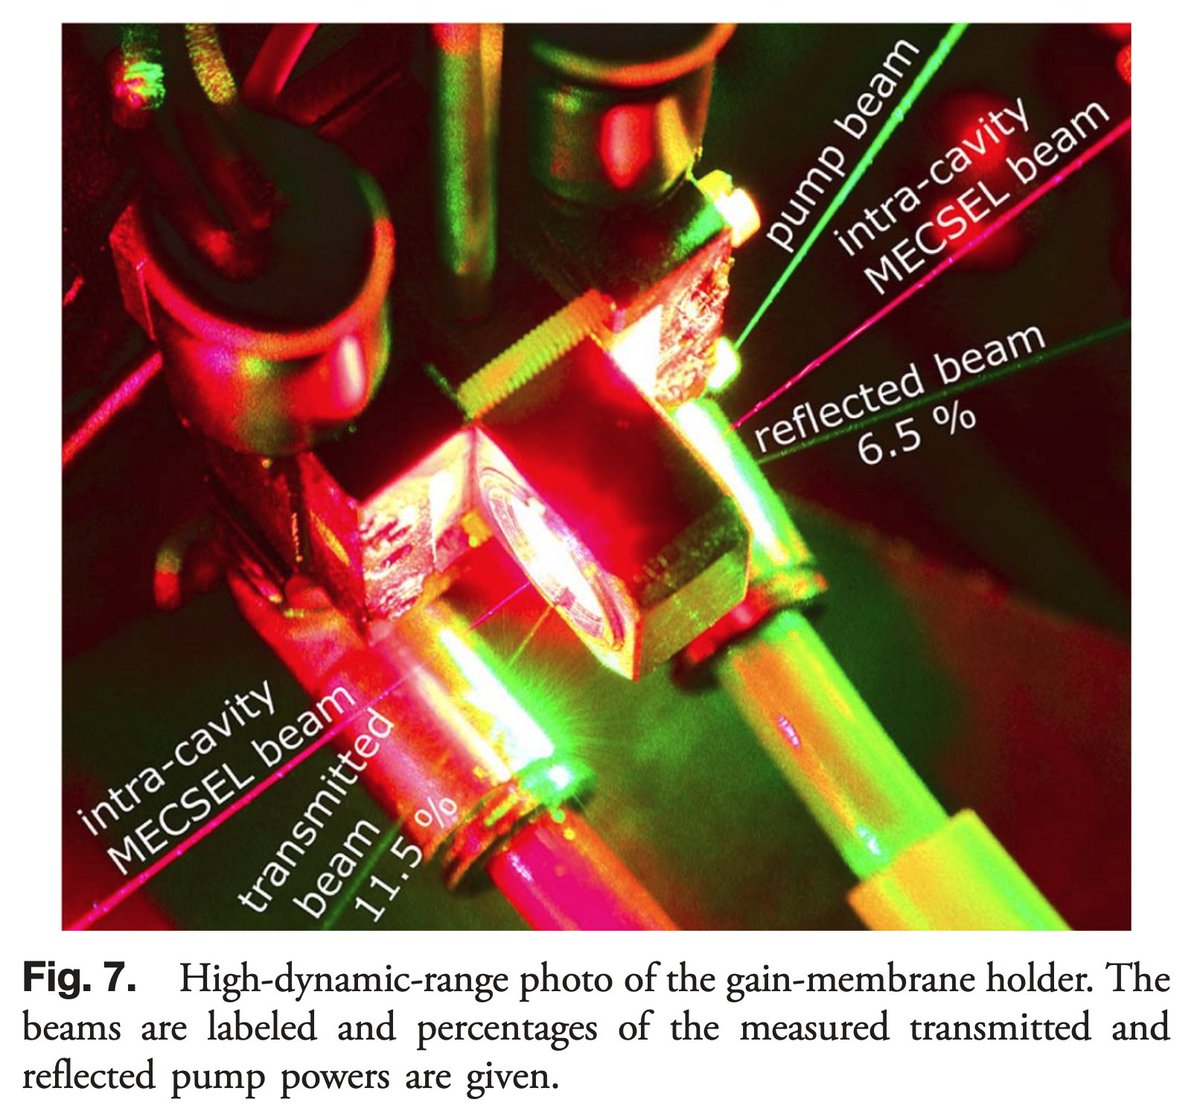 pump beam
intra-cavity
MECSEL beam
reflected beam
6.5 %
intra-cavity
MECSEL beam
transmitted
beam
11.5 %
Fig. 7. High-dynamic-range photo of the gain-membrane holder. The
beams are labeled and percentages of the measured transmitted and
reflected pump powers are given.